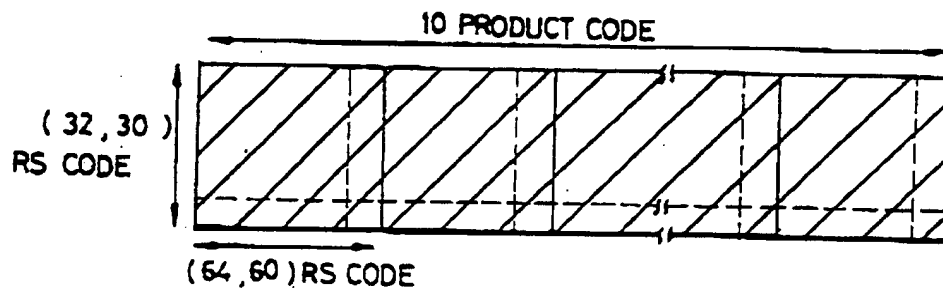 10 PRODUCT CODE
( 32,30 )
RS CODE
(64,60) RS CODE